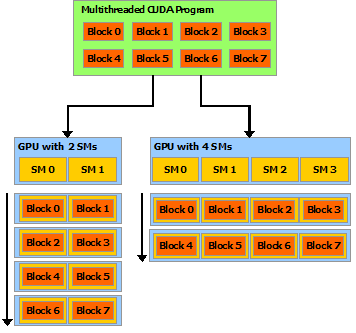 Multithreaded CUDA Program
Block 0 Block 1 Block 2 Block 3
Block 4 Block 5 Block 6 Block 7
GPU with 2 SMs
SM 0 SM 1
Block 0 Block 1
Block 2 Block 3
Block 4 Block 5
Block 6 Block 7
GPU with 4 SMs
SM 0 SM 1 SM 2 SM 3
Block 0 Block 1 Block 2 Block 3
Block 4 Block 5 Block 6 Block 7